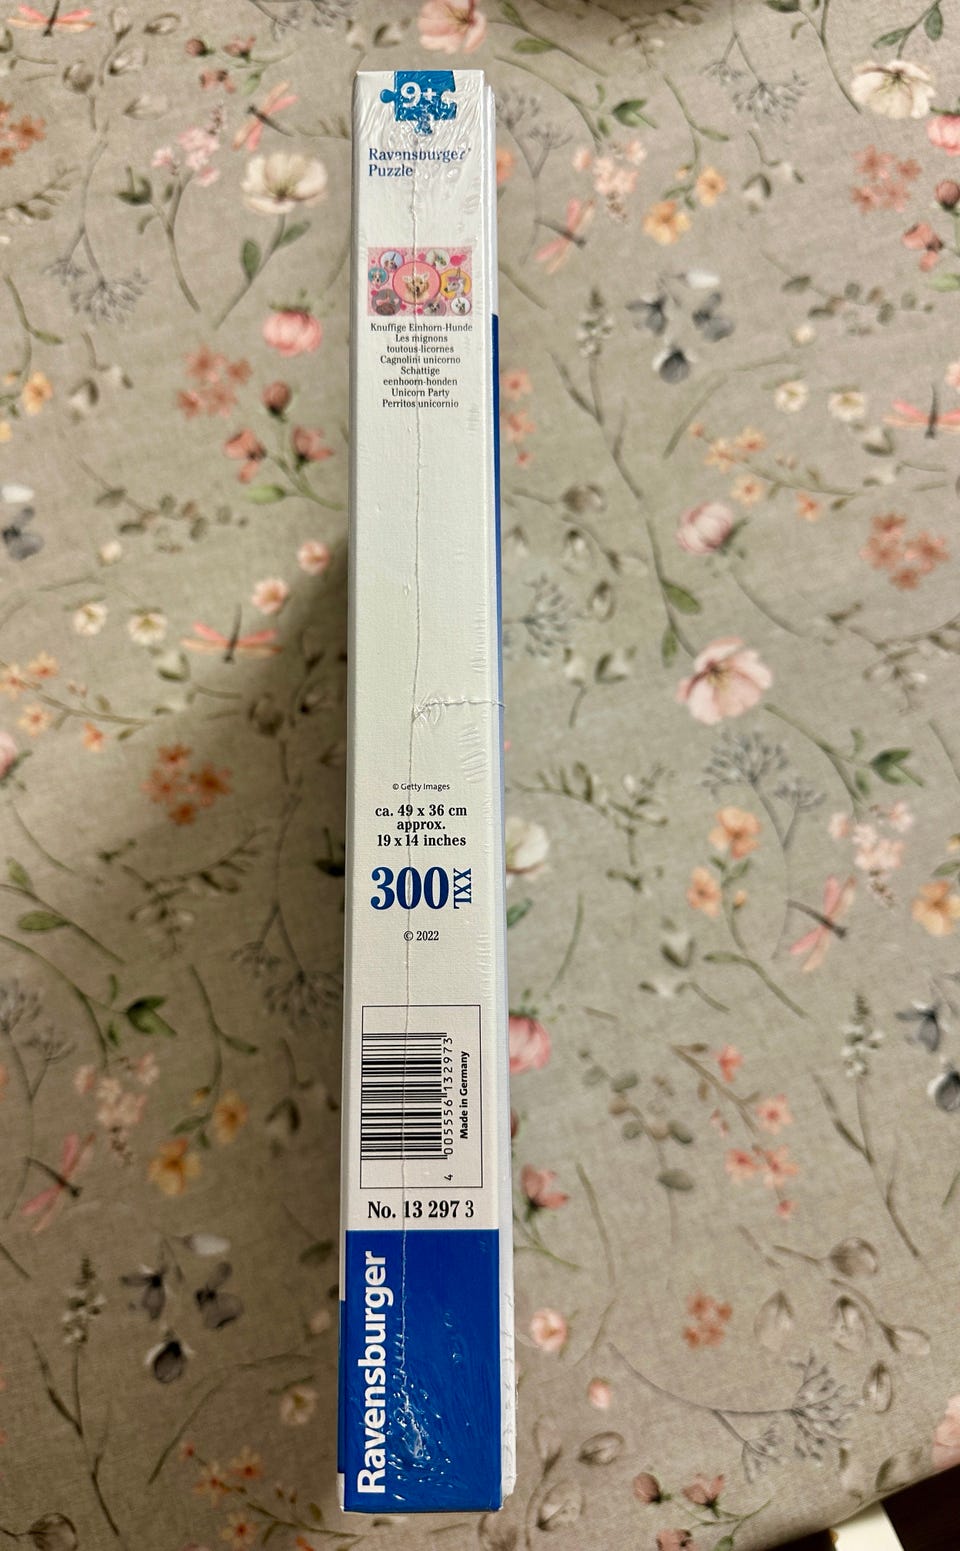 9+
Ravensburger®
Puzzle
Knuffige Einhorn-Hunde
Les mignons
toutous-licornes
Cagnolini unicorno
Schattige
eenhoorn-honden
Unicorn Party
Perritos unicornio
© Getty Images
ca. 49 x 36 cm
approx.
19 x 14 inches
300 XXL
© 2022
4 005556 132973
Made in Germany
No. 13 297 3
Ravensburger